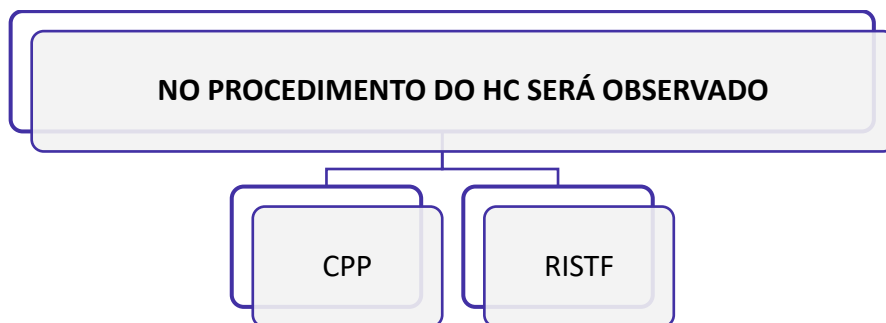 NO PROCEDIMENTO DO HC SERÁ OBSERVADO
CPP
RISTF